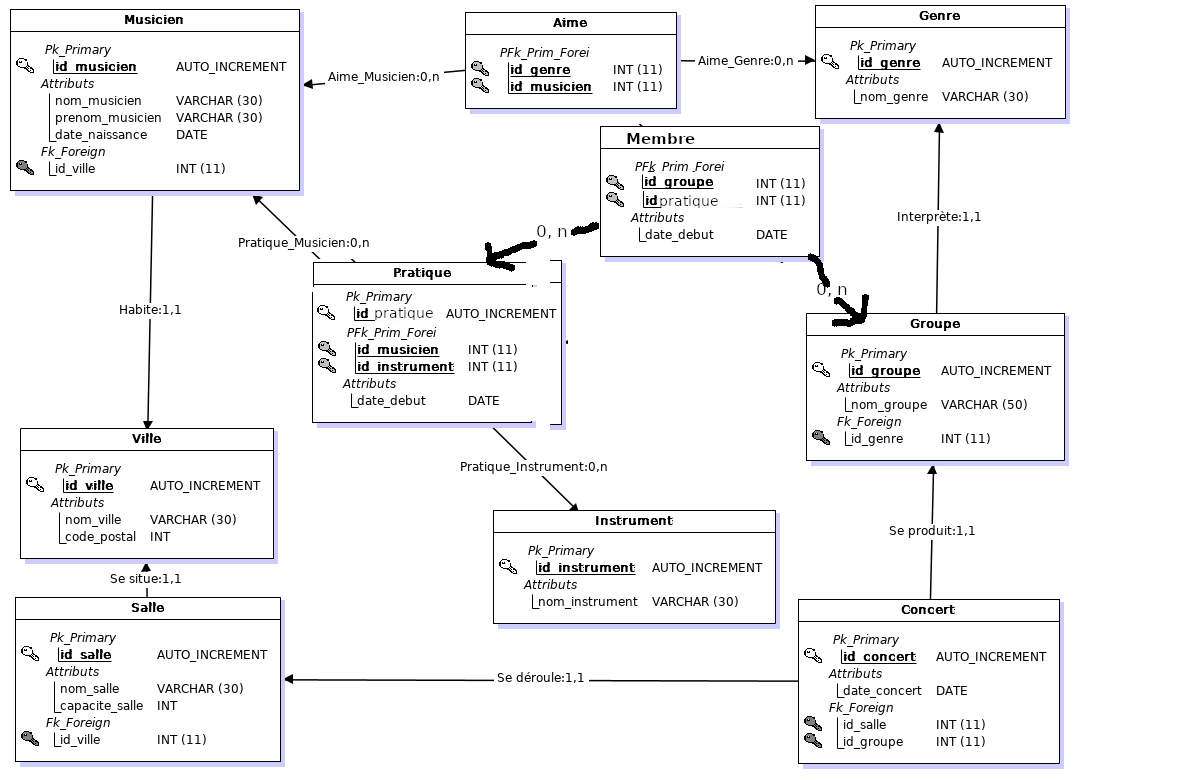 Musicien
Pk_Primary
id_musicien AUTO_INCREMENT
Attributs
nom_musicien VARCHAR (30)
prenom_musicien VARCHAR (30)
date_naissance DATE
Fk_Foreign
id_ville INT (11)
Aime_Musicien:0,n
Aime
PFk_Prim_Forei
id_genre INT (11)
id_musicien INT (11)
Aime_Genre:0,n
Genre
Pk_Primary
id_genre AUTO_INCREMENT
Attributs
nom_genre VARCHAR (30)
Membre
PFk_Prim_Forei
id_groupe INT (11)
idpratique INT (11)
Attributs
date_debut DATE
Interprète:1,1
0, n
0, n
Pratique_Musicien:0,n
Habite:1,1
Pratique
Pk_Primary
id_pratique AUTO_INCREMENT
PFk_Prim_Forei
id_musicien INT (11)
id_instrument INT (11)
Attributs
date_debut DATE
Groupe
Pk_Primary
id_groupe AUTO_INCREMENT
Attributs
nom_groupe VARCHAR (50)
Fk_Foreign
id_genre INT (11)
Ville
Pk_Primary
id_ville AUTO_INCREMENT
Attributs
nom_ville VARCHAR (30)
code_postal INT
Pratique_Instrument:0,n
Instrument
Pk_Primary
id_instrument AUTO_INCREMENT
Attributs
nom_instrument VARCHAR (30)
Se produit:1,1
Se situe:1,1
Salle
Pk_Primary
id_salle AUTO_INCREMENT
Attributs
nom_salle VARCHAR (30)
capacite_salle INT
Fk_Foreign
id_ville INT (11)
Se déroule:1,1
Concert
Pk_Primary
id_concert AUTO_INCREMENT
Attributs
date_concert DATE
Fk_Foreign
id_salle INT (11)
id_groupe INT (11)